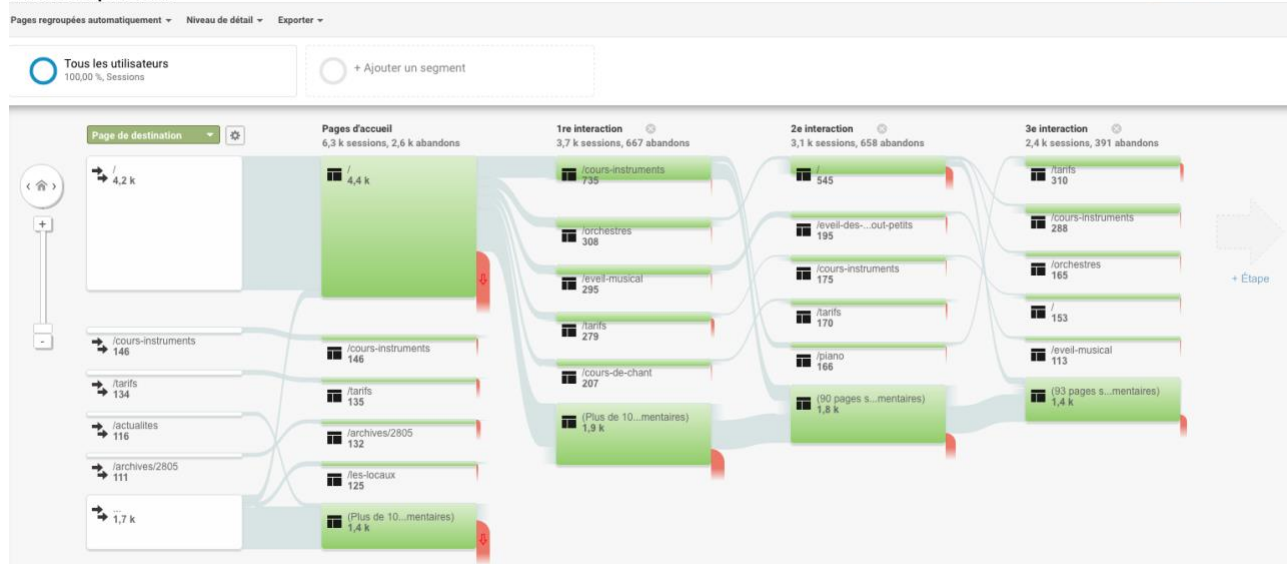 Pages regroupées automatiquement Niveau de détail Exporter
Tous les utilisateurs
100,00 %, Sessions
+ Ajouter un segment
Page de destination
/
4,2 k
/cours-instruments
146
/tarifs
134
/actualites
116
/archives/2805
111
...
1,7 k
Pages d'accueil
6,3 k sessions, 2,6 k abandons
/
4,4 k
/cours-instruments
146
/tarifs
135
/archives/2805
132
/les-locaux
125
(Plus de 10...mentaires)
1,4 k
1re interaction
3,7 k sessions, 667 abandons
/cours-instruments
735
/orchestres
308
/eveil-musical
295
/tarifs
279
/cours-de-chant
207
(Plus de 10...mentaires)
1,9 k
2e interaction
3,1 k sessions, 658 abandons
/
545
/eveil-des-...out-petits
195
/cours-instruments
175
/tarifs
170
/piano
166
(90 pages s...mentaires)
1,8 k
3e interaction
2,4 k sessions, 391 abandons
/tarifs
310
/cours-instruments
288
/orchestres
165
/
153
/eveil-musical
113
(93 pages s...mentaires)
1,4 k
+ Étape